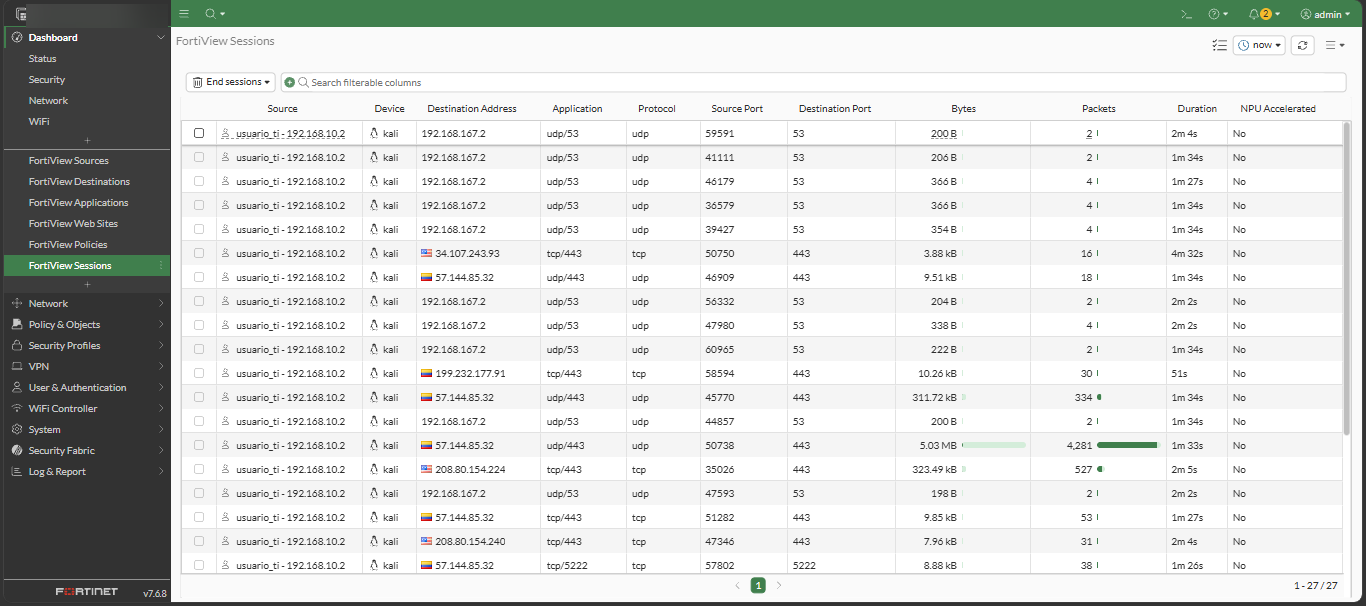 admin
2
Dashboard
Status
Security
Network
WiFi
+
FortiView Sources
FortiView Destinations
FortiView Applications
FortiView Web Sites
FortiView Policies
FortiView Sessions
+
Network
Policy & Objects
Security Profiles
VPN
User & Authentication
WiFi Controller
System
Security Fabric
Log & Report
FORTINET v7.6.8
FortiView Sessions
now
End sessions Search filterable columns
Source Device Destination Address Application Protocol Source Port Destination Port Bytes Packets Duration NPU Accelerated
usuario_ti - 192.168.10.2 kali 192.168.167.2 udp/53 udp 59591 53 200 B 2 2m 4s No
usuario_ti - 192.168.10.2 kali 192.168.167.2 udp/53 udp 41111 53 206 B 2 1m 34s No
usuario_ti - 192.168.10.2 kali 192.168.167.2 udp/53 udp 46179 53 366 B 4 1m 27s No
usuario_ti - 192.168.10.2 kali 192.168.167.2 udp/53 udp 36579 53 366 B 4 1m 34s No
usuario_ti - 192.168.10.2 kali 192.168.167.2 udp/53 udp 39427 53 354 B 4 1m 34s No
usuario_ti - 192.168.10.2 kali 34.107.243.93 tcp/443 tcp 50750 443 3.88 kB 16 4m 32s No
usuario_ti - 192.168.10.2 kali 57.144.85.32 udp/443 udp 46909 443 9.51 kB 18 1m 34s No
usuario_ti - 192.168.10.2 kali 192.168.167.2 udp/53 udp 56332 53 204 B 2 2m 2s No
usuario_ti - 192.168.10.2 kali 192.168.167.2 udp/53 udp 47980 53 338 B 4 2m 2s No
usuario_ti - 192.168.10.2 kali 192.168.167.2 udp/53 udp 60965 53 222 B 2 1m 34s No
usuario_ti - 192.168.10.2 kali 199.232.177.91 tcp/443 tcp 58594 443 10.26 kB 30 51s No
usuario_ti - 192.168.10.2 kali 57.144.85.32 udp/443 udp 45770 443 311.72 kB 334 1m 34s No
usuario_ti - 192.168.10.2 kali 192.168.167.2 udp/53 udp 44857 53 200 B 2 1m 34s No
usuario_ti - 192.168.10.2 kali 57.144.85.32 udp/443 udp 50738 443 5.03 MB 4,281 1m 33s No
usuario_ti - 192.168.10.2 kali 208.80.154.224 tcp/443 tcp 35026 443 323.49 kB 527 2m 5s No
usuario_ti - 192.168.10.2 kali 192.168.167.2 udp/53 udp 47593 53 198 B 2 2m 2s No
usuario_ti - 192.168.10.2 kali 57.144.85.32 tcp/443 tcp 51282 443 9.85 kB 53 1m 27s No
usuario_ti - 192.168.10.2 kali 208.80.154.240 tcp/443 tcp 47346 443 7.96 kB 31 2m 4s No
usuario_ti - 192.168.10.2 kali 57.144.85.32 tcp/5222 tcp 57802 5222 8.88 kB 38 1m 26s No
1
1 - 27 / 27